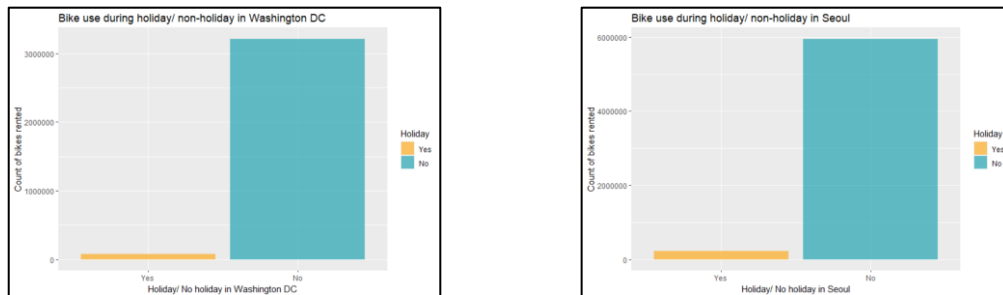 Bike use during holiday/ non-holiday in Washington DC
Count of bikes rented
3000000
2000000
1000000
0
Yes
No
Holiday/ No holiday in Washington DC
Holiday
Yes
No
Bike use during holiday/ non-holiday in Seoul
Count of bikes rented
6000000
4000000
2000000
0
Yes
No
Holiday/ No holiday in Seoul
Holiday
Yes
No